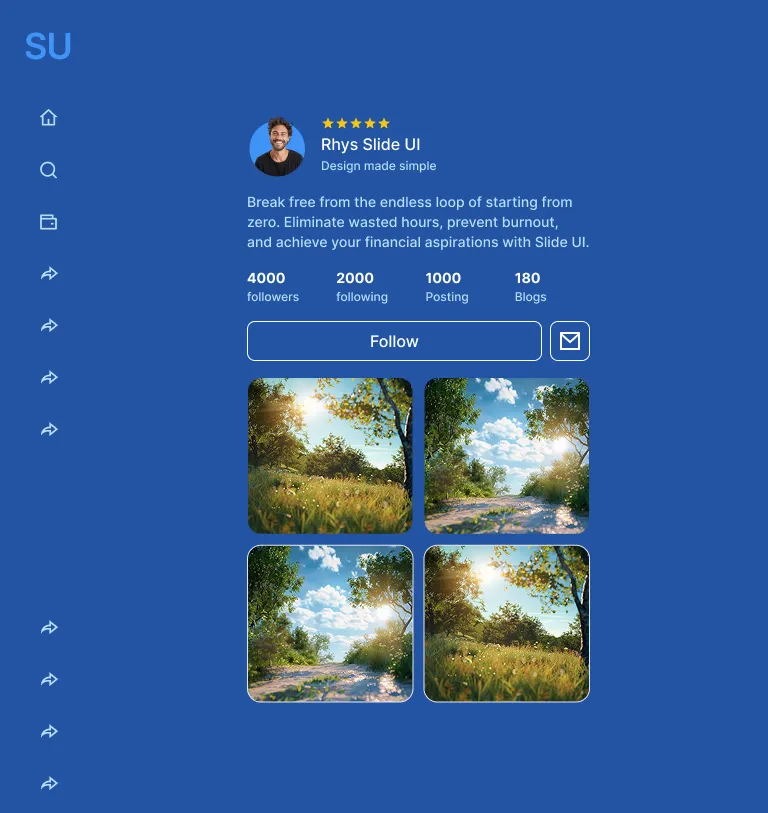 SU
Rhys Slide UI
Design made simple
Break free from the endless loop of starting from
zero. Eliminate wasted hours, prevent burnout,
and achieve your financial aspirations with Slide UI.
4000 2000 1000 180
followers following Posting Blogs
Follow